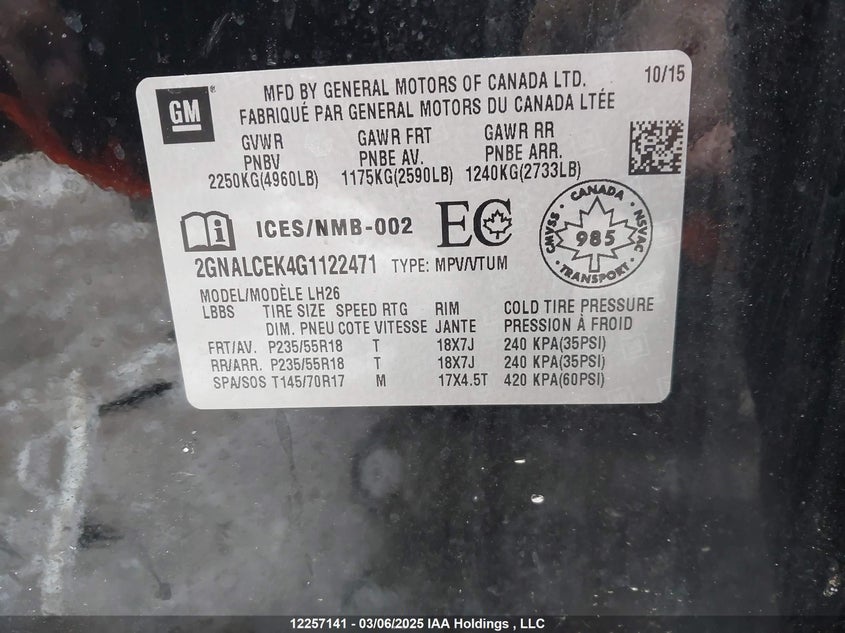 GM ®
MFD BY GENERAL MOTORS OF CANADA LTD. 10/15
FABRIQUÉ PAR GENERAL MOTORS DU CANADA LTÉE
GVWR GAWR FRT GAWR RR
PNBV PNBE AV. PNBE ARR.
2250KG(4960LB) 1175KG(2590LB) 1240KG(2733LB)
ICES/NMB-002 EC
CANADA
CMVSS 985 NSVAC
TRANSPORT
2GNALCEK4G1122471 TYPE: MPV/VTUM
MODEL/MODÈLE LH26
LBBS TIRE SIZE SPEED RTG RIM COLD TIRE PRESSURE
DIM. PNEU COTE VITESSE JANTE PRESSION À FROID
FRT/AV. P235/55R18 T 18X7J 240 KPA(35PSI)
RR/ARR. P235/55R18 T 18X7J 240 KPA(35PSI)
SPA/SOS T145/70R17 M 17X4.5T 420 KPA(60PSI)
12257141 - 03/06/2025 IAA Holdings , LLC